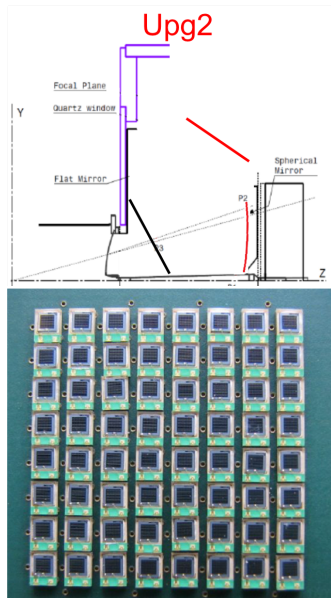 Upg2
Focal Plane
Quartz window
Y
Spherical
Mirror
Flat Mirror
P2
Z